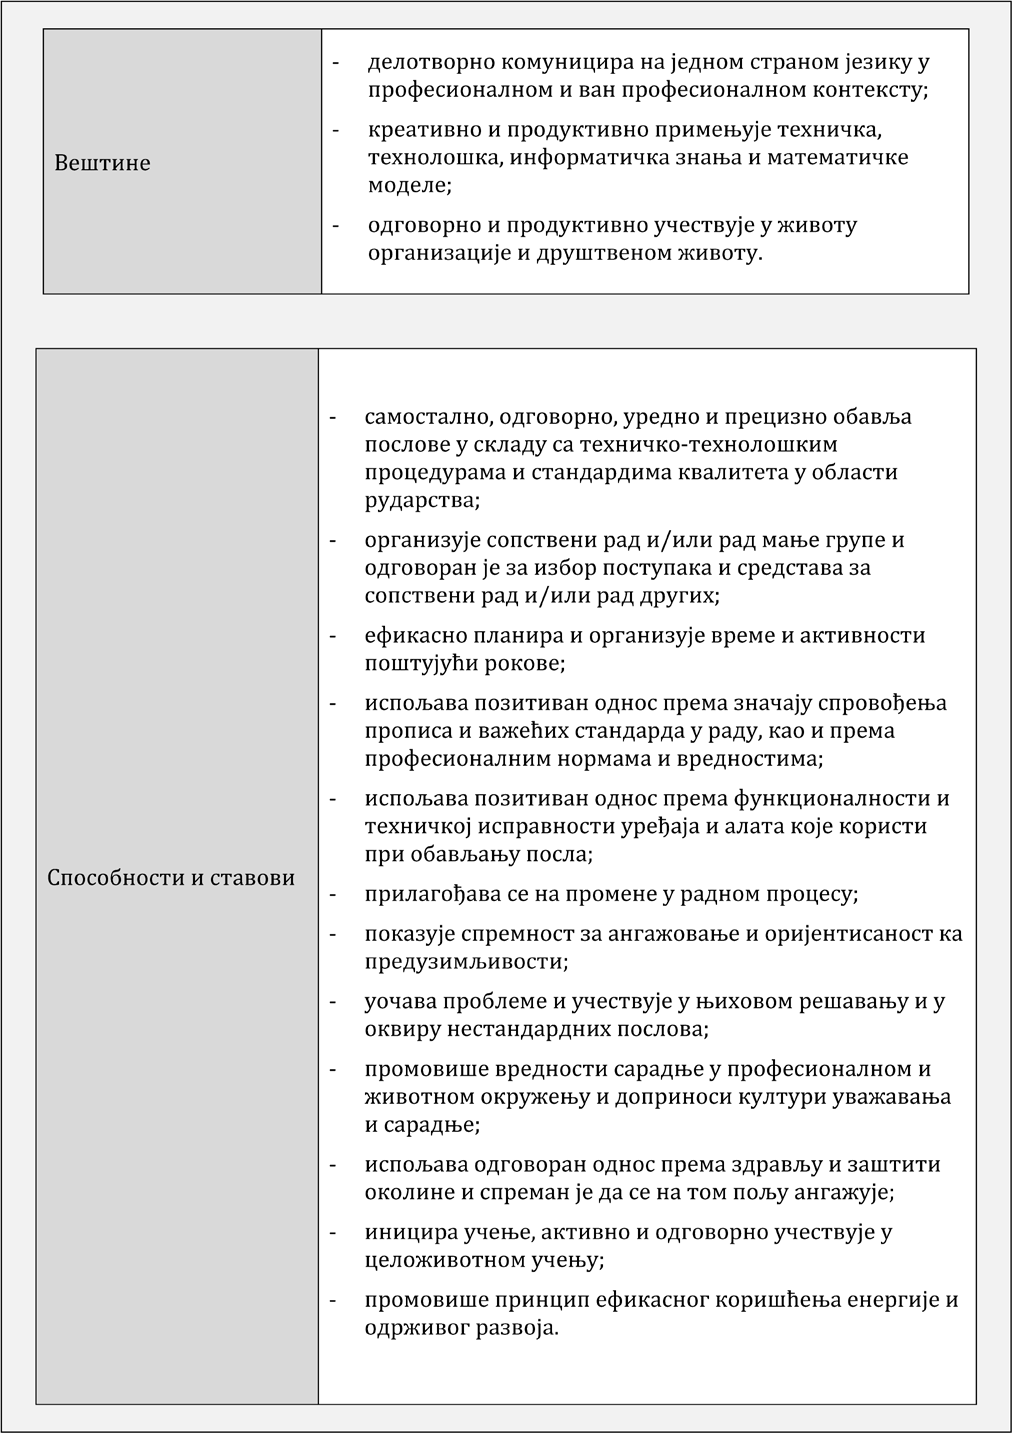 Вештине
- делотворно комуницира на једном страном језику у
професионалном и ван професионалном контексту;
- креативно и продуктивно примењује техничка,
технолошка, информатичка знања и математичке
моделе;
- одговорно и продуктивно учествује у животу
организације и друштвеном животу.
Способности и ставови
- самостално, одговорно, уредно и прецизно обавља
послове у складу са техничко-технолошким
процедурама и стандардима квалитета у области
рударства;
- организује сопствени рад и/или рад мање групе и
одговоран је за избор поступака и средстава за
сопствени рад и/или рад других;
- ефикасно планира и организује време и активности
поштујући рокове;
- испољава позитиван однос према значају спровођења
прописа и важећих стандарда у раду, као и према
професионалним нормама и вредностима;
- испољава позитиван однос према функционалности и
техничкој исправности уређаја и алата које користи
при обављању посла;
- прилагођава се на промене у радном процесу;
- показује спремност за ангажовање и оријентисаност ка
предузимљивости;
- уочава проблеме и учествује у њиховом решавању и у
оквиру нестандардних послова;
- промовише вредности сарадње у професионалном и
животном окружењу и доприноси култури уважавања
и сарадње;
- испољава одговоран однос према здрављу и заштити
околине и спреман је да се на том пољу ангажује;
- иницира учење, активно и одговорно учествује у
целоживотном учењу;
- промовише принцип ефикасног коришћења енергије и
одрживог развоја.